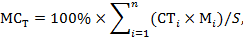 MC_T = 100% × ∑_{i=1}^{n} (CT_i × M_i)/S,